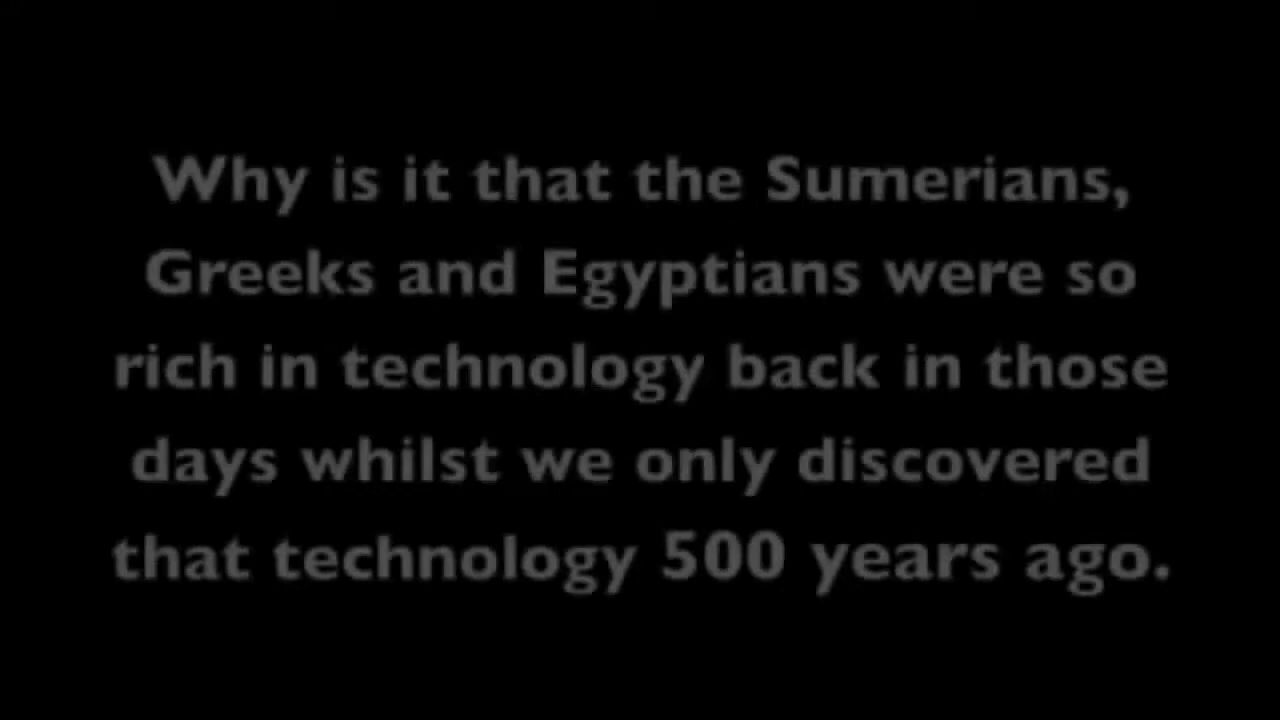 Why is it that the Sumerians,
Greeks and Egyptians were so
rich in technology back in those
days whilst we only discovered
that technology 500 years ago.